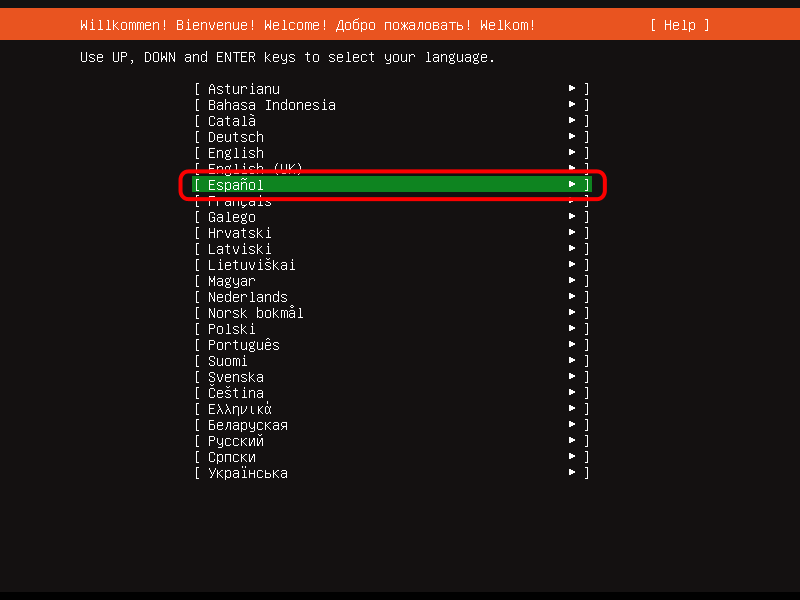 Willkommen! Bienvenue! Welcome! Добро пожаловать! Welkom! [ Help ]
Use UP, DOWN and ENTER keys to select your language.
[ Asturianu ▸ ]
[ Bahasa Indonesia ▸ ]
[ Català ▸ ]
[ Deutsch ▸ ]
[ English ▸ ]
[ English (UK) ▸ ]
[ Español ▸ ]
[ Français ▸ ]
[ Galego ▸ ]
[ Hrvatski ▸ ]
[ Latviski ▸ ]
[ Lietuviškai ▸ ]
[ Magyar ▸ ]
[ Nederlands ▸ ]
[ Norsk bokmål ▸ ]
[ Polski ▸ ]
[ Português ▸ ]
[ Suomi ▸ ]
[ Svenska ▸ ]
[ Čeština ▸ ]
[ Ελληνικά ▸ ]
[ Беларуская ▸ ]
[ Русский ▸ ]
[ Српски ▸ ]
[ Українська ▸ ]